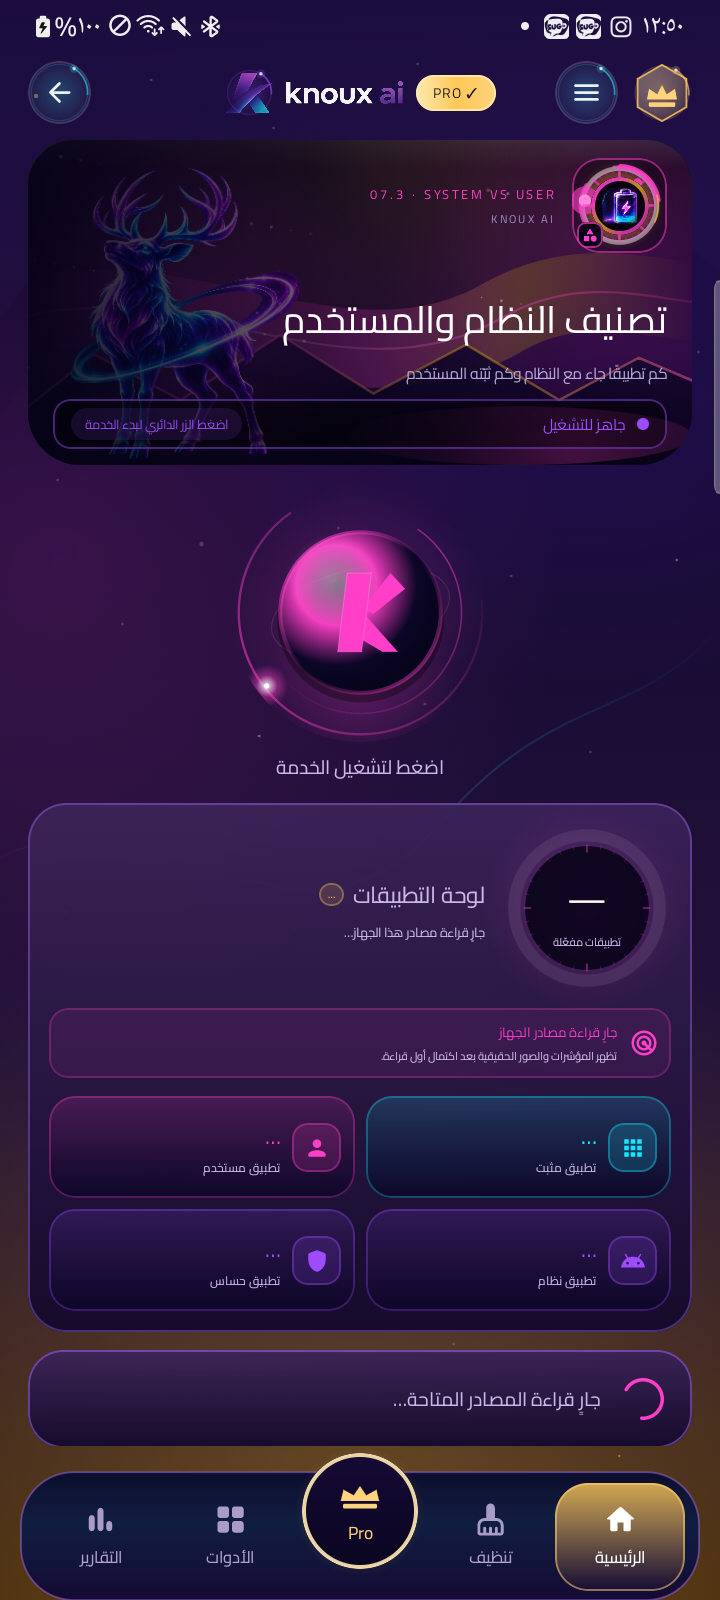 ١٢:٥٠
%١٠٠
knoux ai
PRO ✓
07.3 · SYSTEM VS USER
KNOUX AI
تصنيف النظام والمستخدم
كم تطبيقًا جاء مع النظام وكم ثبّته المستخدم
جاهز للتشغيل
اضغط الزر الدائري لبدء الخدمة
K
اضغط لتشغيل الخدمة
—
تطبيقات مفعّلة
لوحة التطبيقات
...
جارٍ قراءة مصادر هذا الجهاز...
جارٍ قراءة مصادر الجهاز
تظهر المؤشرات والصور الحقيقية بعد اكتمال أول قراءة.
...
تطبيق مثبت
...
تطبيق مستخدم
...
تطبيق نظام
...
تطبيق حساس
جارٍ قراءة المصادر المتاحة...
الرئيسية
تنظيف
Pro
الأدوات
التقارير